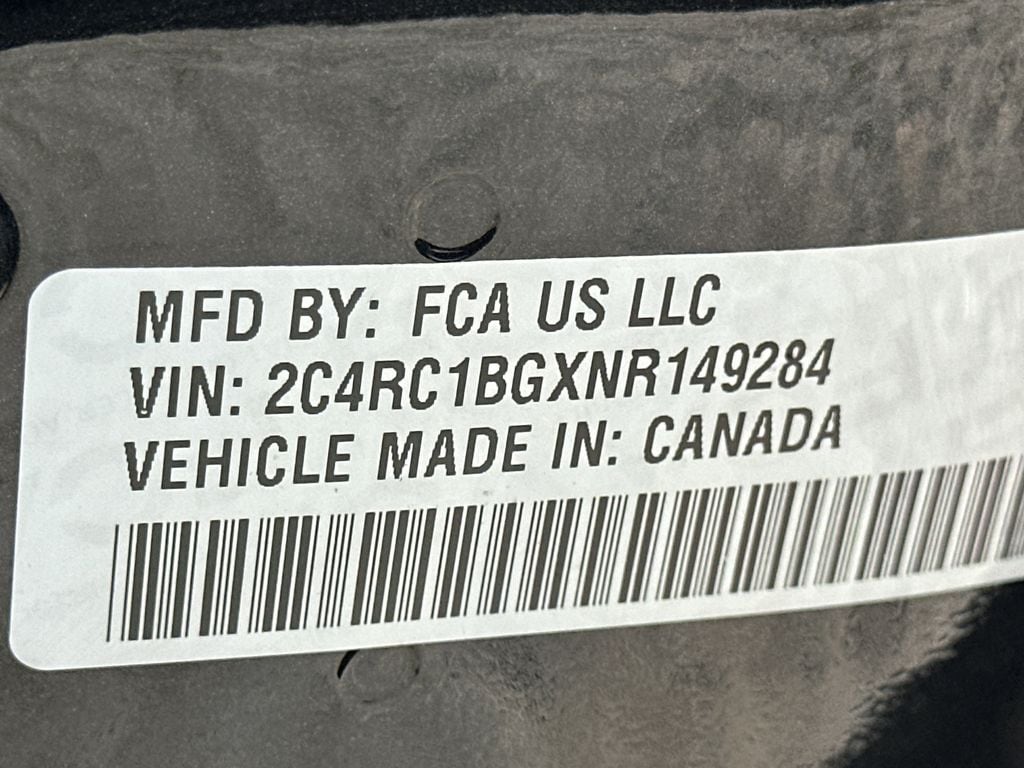 MFD BY: FCA US LLC
VIN: 2C4RC1BGXNR149284
VEHICLE MADE IN: CANADA